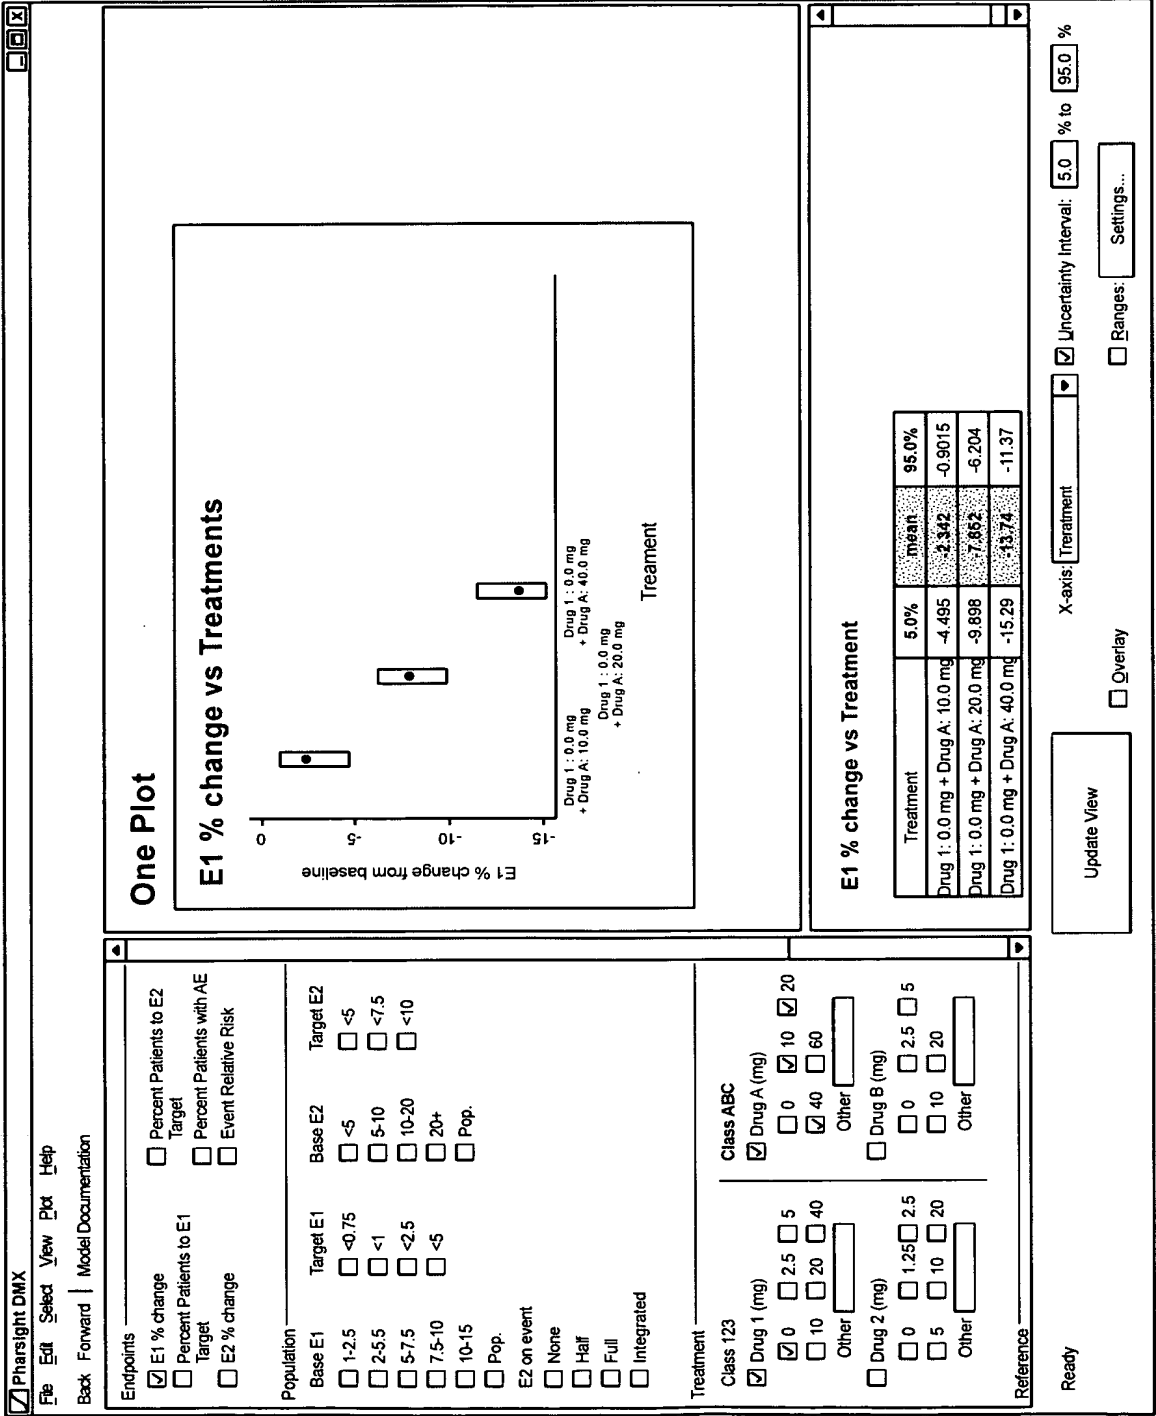 Pharsight DMX
File Edit Select View Plot Help
Back Forward | Model Documentation
Endpoints
E1 % change
Percent Patients to E1
Target
E2 % change
Percent Patients to E2
Target
Percent Patients with AE
Event Relative Risk
Population
Base E1
1-2.5
2-5.5
5-7.5
7.5-10
10-15
Pop.
Target E1
<0.75
<1
<2.5
<5
Base E2
<5
5-10
10-20
20+
Pop.
Target E2
<5
<7.5
<10
E2 on event
None
Half
Full
Integrated
Treatment
Class 123
Drug 1 (mg)
0 2.5 5
10 20 40
Other
Drug 2 (mg)
0 1.25 2.5
5 10 20
Other
Class ABC
Drug A (mg)
0 10 20
40 60
Other
Drug B (mg)
0 2.5 5
10 20
Other
Reference
One Plot
E1 % change vs Treatments
E1 % change from baseline
0
-5
-10
-15
Drug 1 : 0.0 mg
+ Drug A: 10.0 mg
Drug 1 : 0.0 mg
+ Drug A: 20.0 mg
Drug 1 : 0.0 mg
+ Drug A: 40.0 mg
Treament
E1 % change vs Treatment
Treatment 5.0% mean 95.0%
Drug 1: 0.0 mg + Drug A: 10.0 mg -4.495 -2.342 -0.9015
Drug 1: 0.0 mg + Drug A: 20.0 mg -9.898 -7.852 -6.204
Drug 1: 0.0 mg + Drug A: 40.0 mg -15.29 -13.74 -11.37
Ready
Update View
X-axis: Treratment
Uncertainty Interval: 5.0 % to 95.0 %
Overlay
Ranges: Settings...